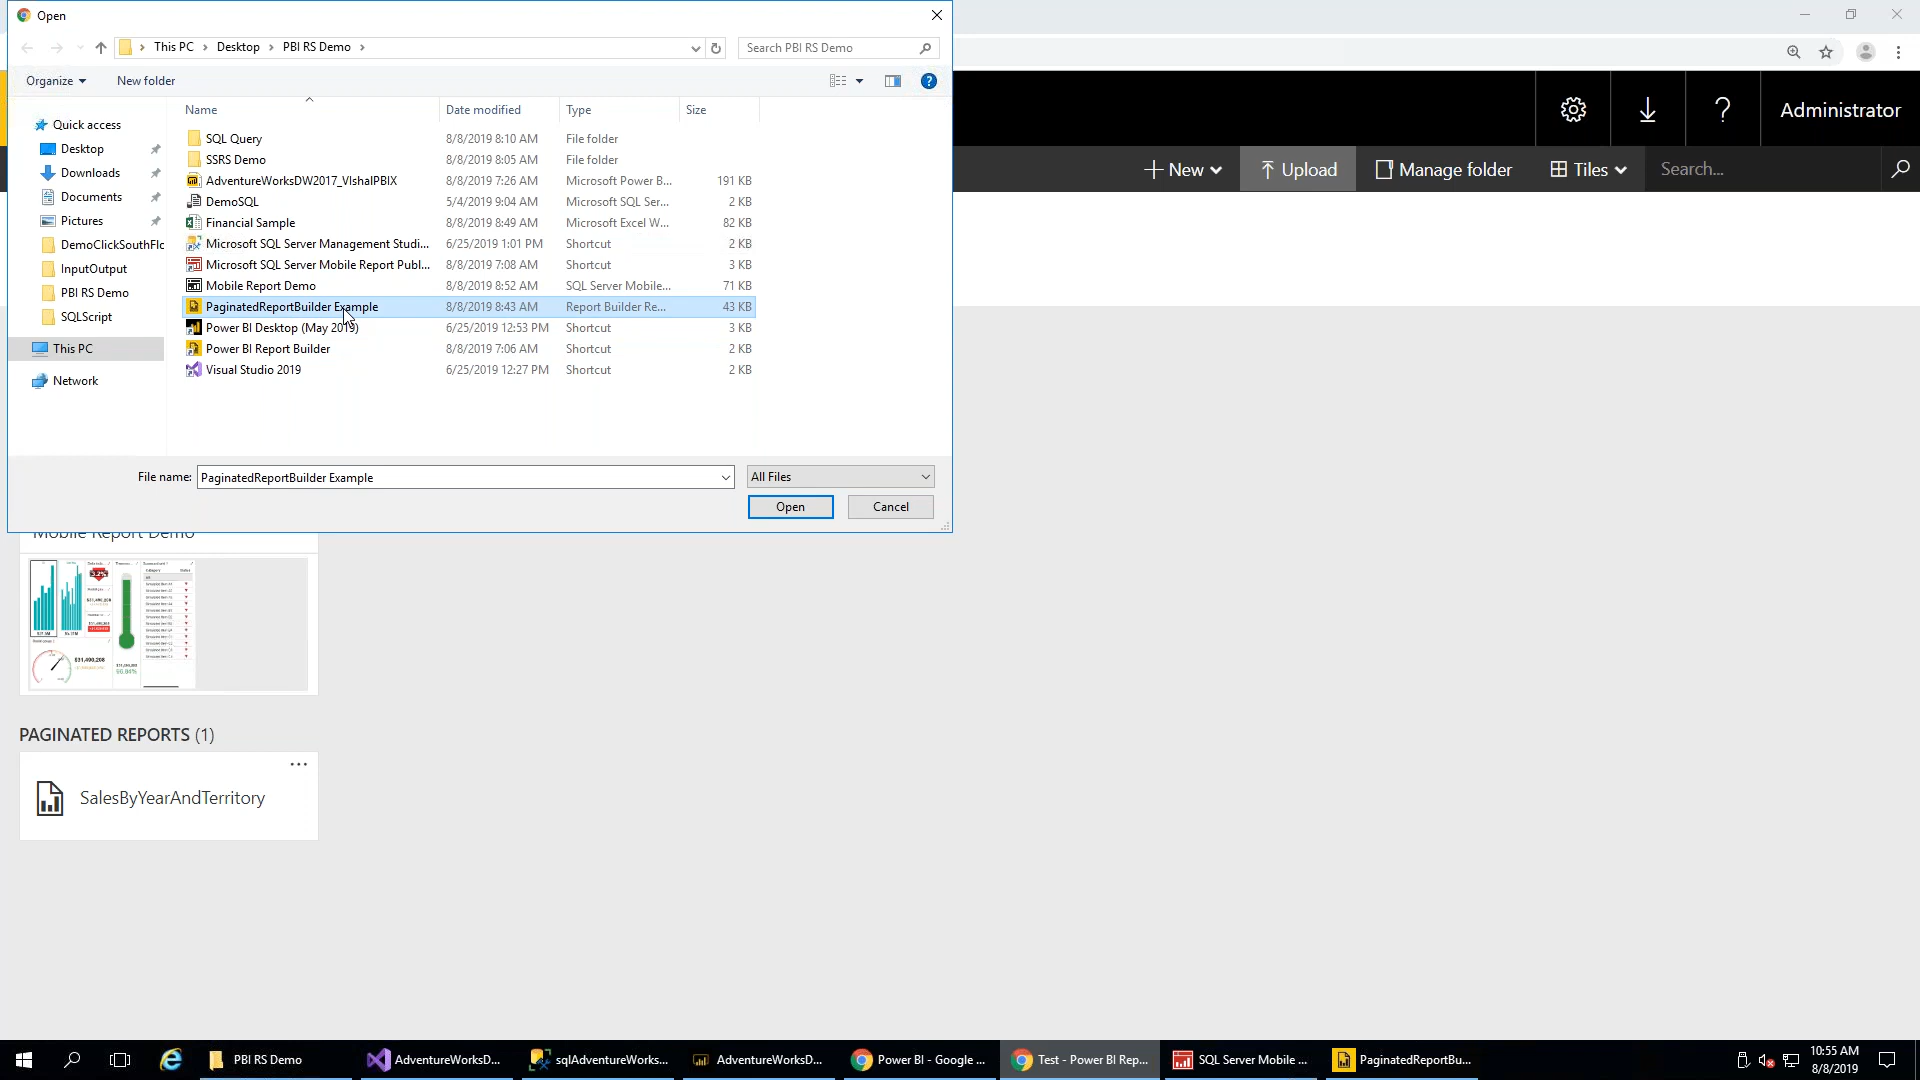 Open
This PC
Desktop
PBI RS Demo
Search PBI RS Demo
Organize
New folder
Name
Date modified
Type
Size
Quick access
Desktop
Downloads
Documents
Pictures
DemoClickSouthFlc
InputOutput
PBI RS Demo
SQLScript
This PC
Network
SQL Query 8/8/2019 8:10 AM File folder
SSRS Demo 8/8/2019 8:05 AM File folder
AdventureWorksDW2017_VIshalPBIX 8/8/2019 7:26 AM Microsoft Power B... 191 KB
DemoSQL 5/4/2019 9:04 AM Microsoft SQL Ser... 2 KB
Financial Sample 8/8/2019 8:49 AM Microsoft Excel W... 82 KB
Microsoft SQL Server Management Studi... 6/25/2019 1:01 PM Shortcut 2 KB
Microsoft SQL Server Mobile Report Publ... 8/8/2019 7:08 AM Shortcut 3 KB
Mobile Report Demo 8/8/2019 8:52 AM SQL Server Mobile... 71 KB
PaginatedReportBuilder Example 8/8/2019 8:43 AM Report Builder Re... 43 KB
Power BI Desktop (May 2019) 6/25/2019 12:53 PM Shortcut 3 KB
Power BI Report Builder 8/8/2019 7:06 AM Shortcut 2 KB
Visual Studio 2019 6/25/2019 12:27 PM Shortcut 2 KB
File name: PaginatedReportBuilder Example
All Files
Open
Cancel
Administrator
New
Upload
Manage folder
Tiles
Search...
Mobile Report Demo
$31,490,208
PAGINATED REPORTS (1)
SalesByYearAndTerritory
PBI RS Demo
AdventureWorksD...
sqlAdventureWorks...
AdventureWorksD...
Power BI - Google ...
Test - Power BI Rep...
SQL Server Mobile ...
PaginatedReportBu...
10:55 AM
8/8/2019